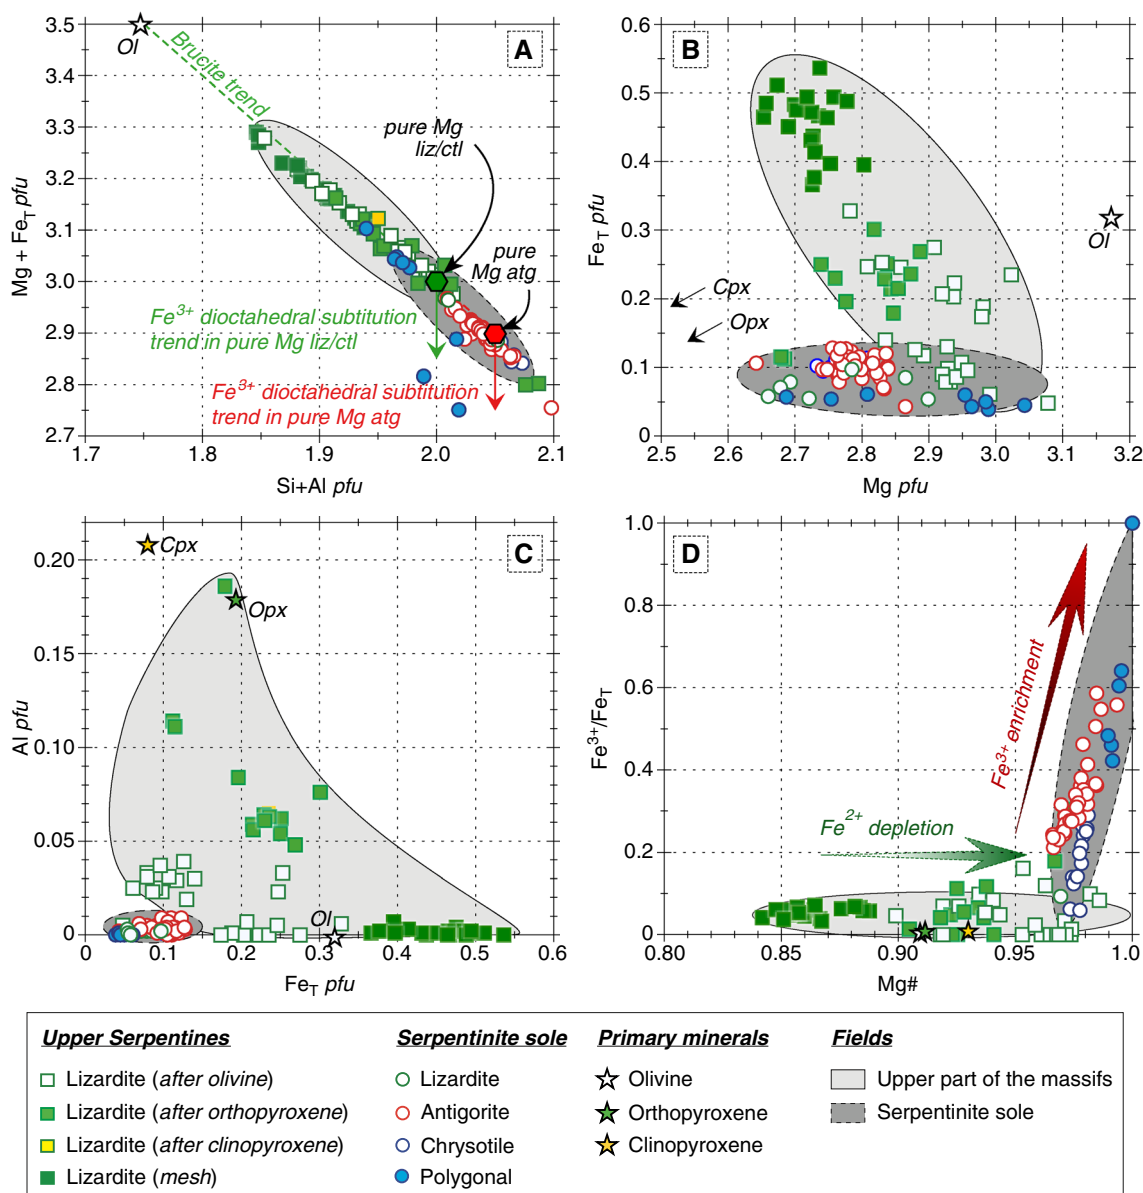 A
3.5
3.4
3.3
3.2
3.1
3.0
2.9
2.8
2.7
1.7
1.8
1.9
2.0
2.1
Mg + Fe_T pfu
Si+Al pfu
Ol
Brucite trend
pure Mg
liz/ctl
pure
Mg atg
Fe³⁺ dioctahedral subtitution
trend in pure Mg liz/ctl
Fe³⁺ dioctahedral subtitution
trend in pure Mg atg
B
0.6
0.5
0.4
0.3
0.2
0.1
0
2.5
2.6
2.7
2.8
2.9
3.0
3.1
3.2
Fe_T pfu
Mg pfu
Ol
Cpx
Opx
C
0.20
0.15
0.10
0.05
0
0
0.1
0.2
0.3
0.4
0.5
0.6
Al pfu
Fe_T pfu
Cpx
Opx
Ol
D
1.0
0.8
0.6
0.4
0.2
0
0.80
0.85
0.90
0.95
1.0
Fe³⁺/Fe_T
Mg#
Fe³⁺ enrichment
Fe²⁺ depletion
Upper Serpentines
Lizardite (after olivine)
Lizardite (after orthopyroxene)
Lizardite (after clinopyroxene)
Lizardite (mesh)
Serpentinite sole
Lizardite
Antigorite
Chrysotile
Polygonal
Primary minerals
Olivine
Orthopyroxene
Clinopyroxene
Fields
Upper part of the massifs
Serpentinite sole